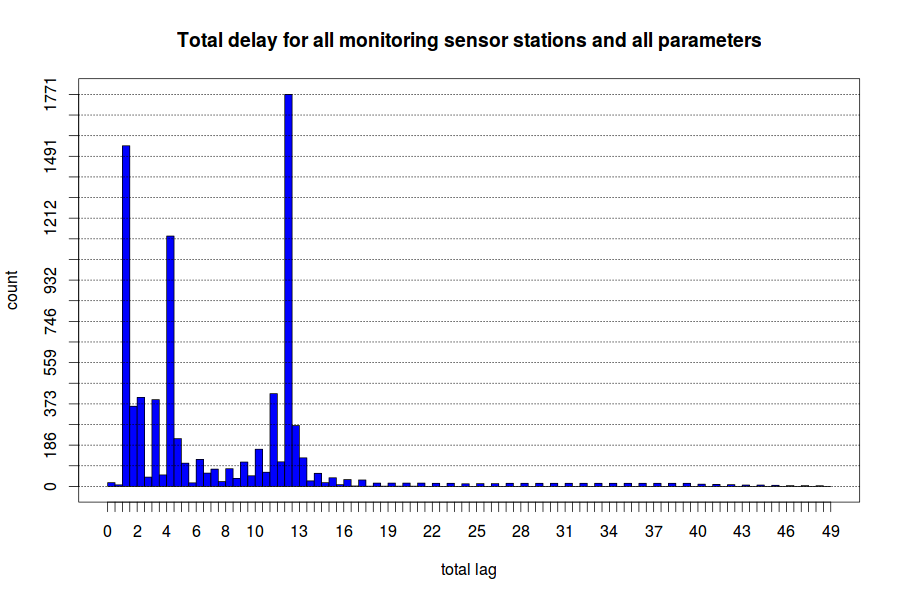 Total delay for all monitoring sensor stations and all parameters
count
1771
1491
1212
932
746
559
373
186
0
0 2 4 6 8 10 13 16 19 22 25 28 31 34 37 40 43 46 49
total lag